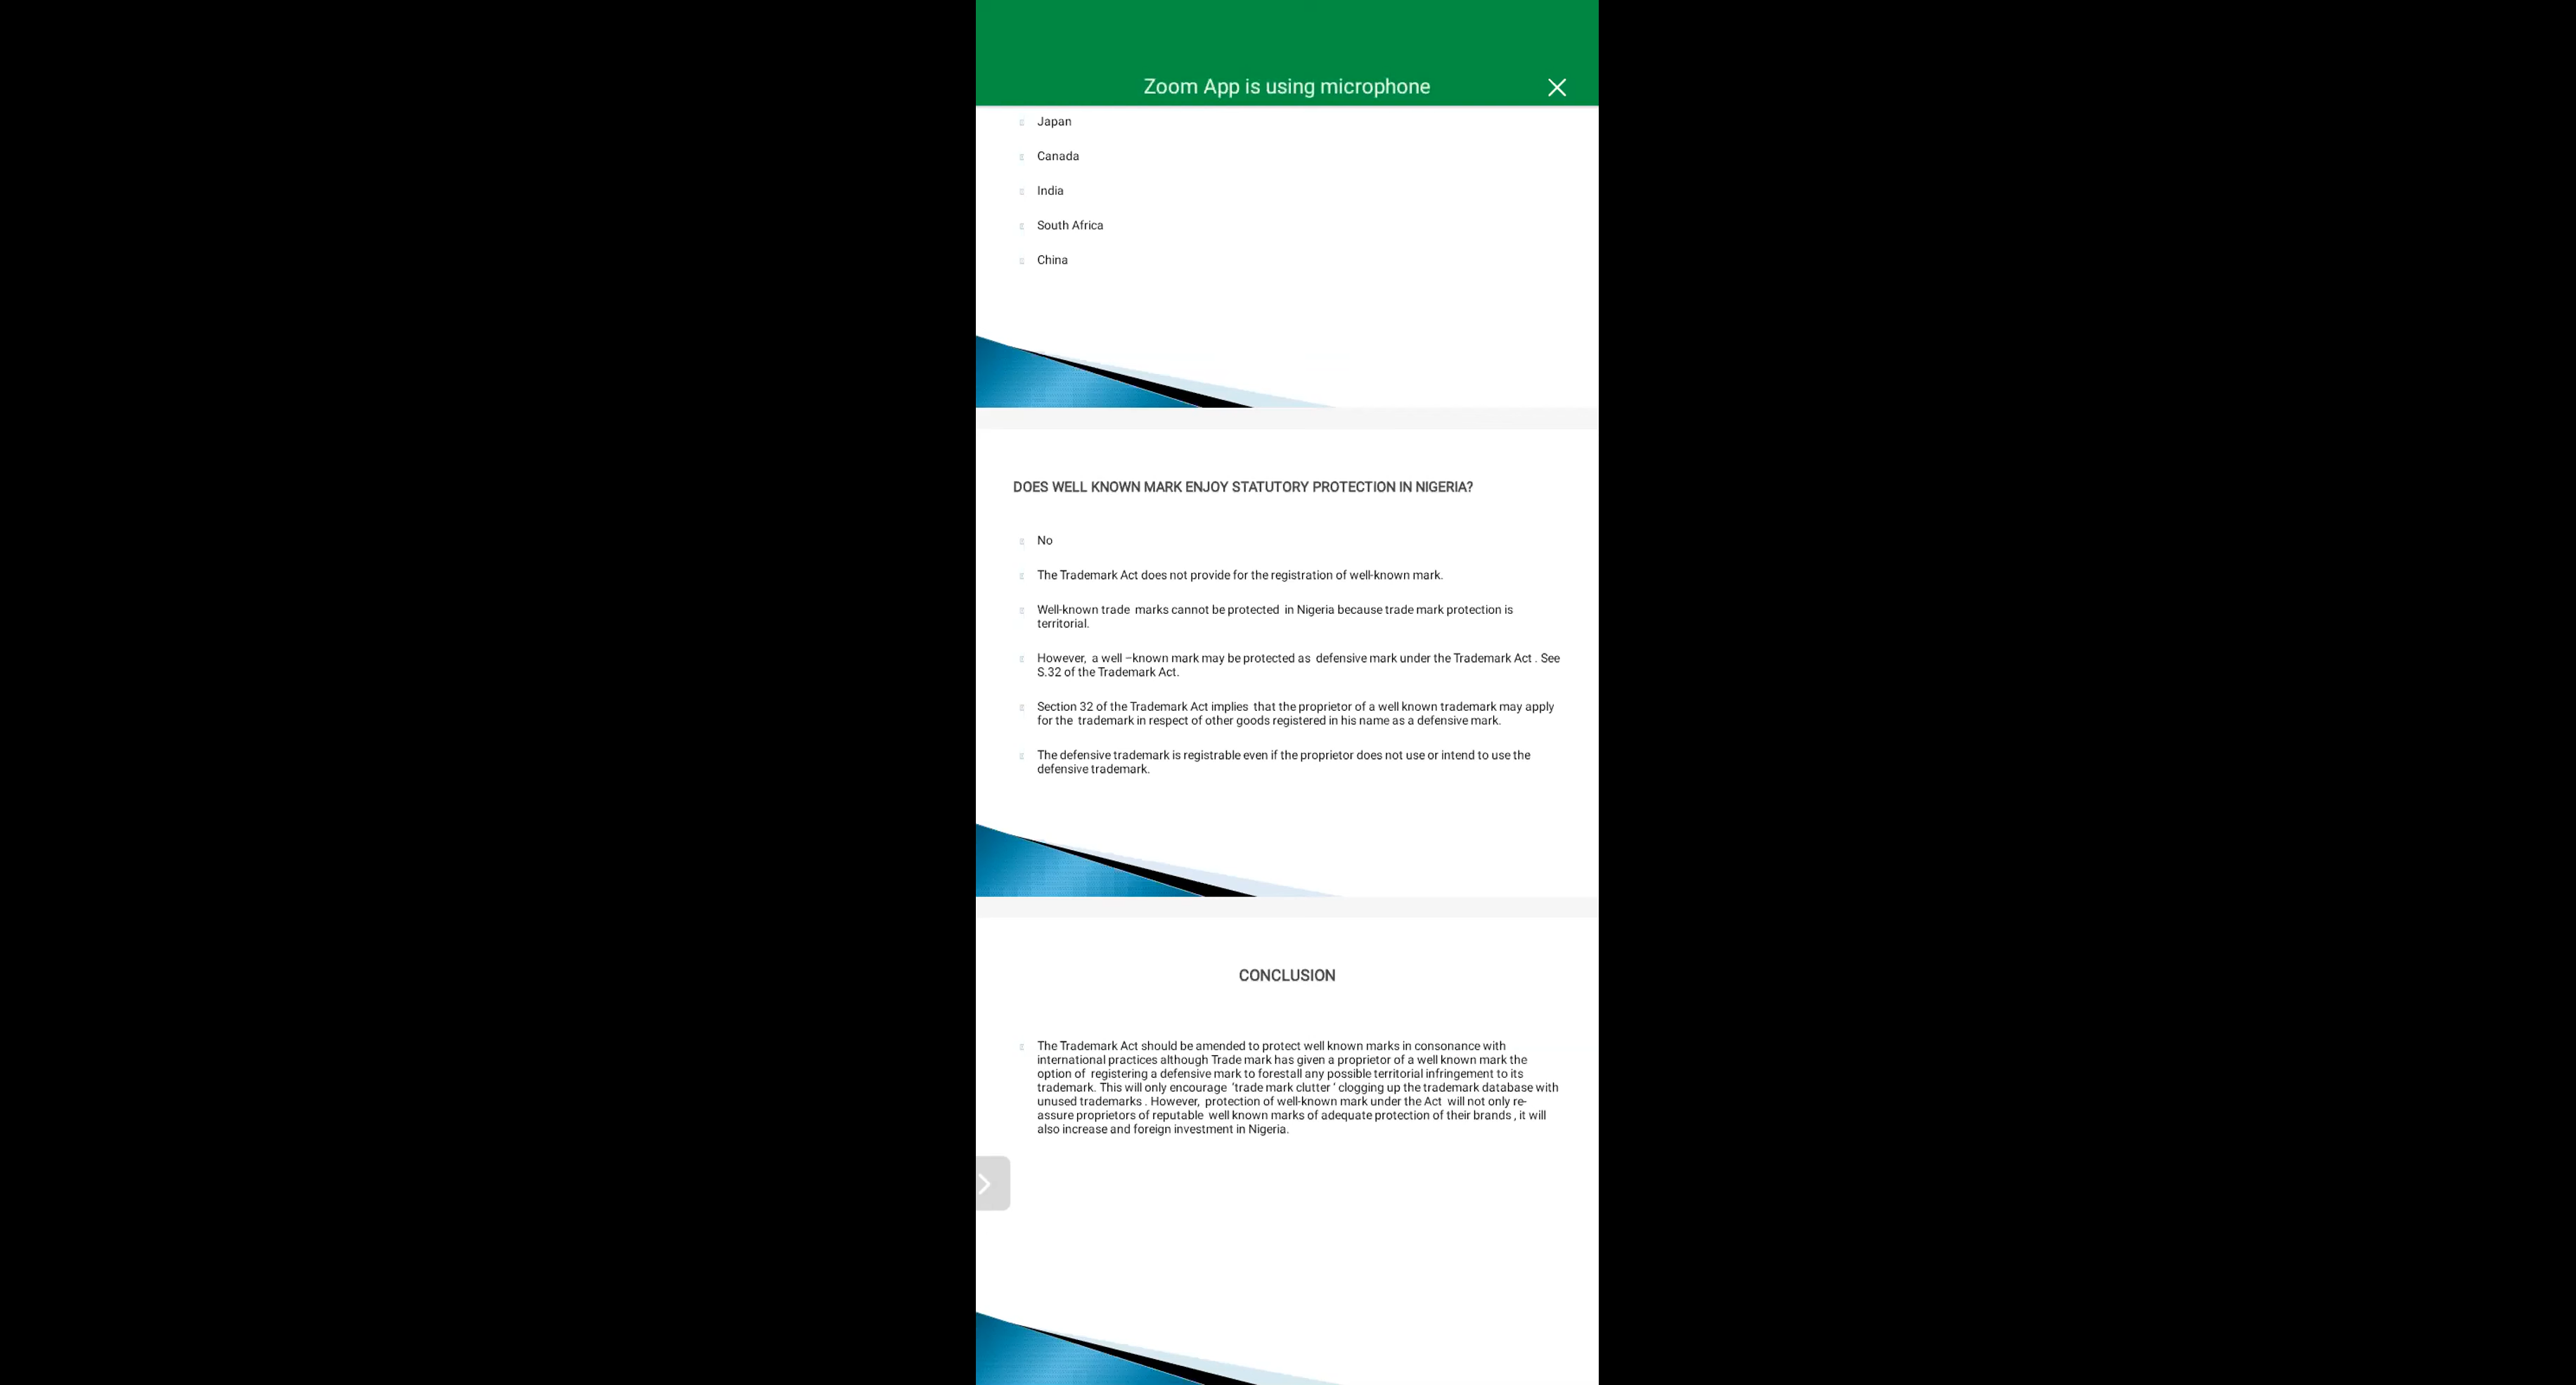 Zoom App is using microphone
Japan
Canada
India
South Africa
China
DOES WELL KNOWN MARK ENJOY STATUTORY PROTECTION IN NIGERIA?
No
The Trademark Act does not provide for the registration of well-known mark.
Well-known trade marks cannot be protected in Nigeria because trade mark protection is
territorial.
However, a well –known mark may be protected as defensive mark under the Trademark Act . See
S.32 of the Trademark Act.
Section 32 of the Trademark Act implies that the proprietor of a well known trademark may apply
for the trademark in respect of other goods registered in his name as a defensive mark.
The defensive trademark is registrable even if the proprietor does not use or intend to use the
defensive trademark.
CONCLUSION
The Trademark Act should be amended to protect well known marks in consonance with
international practices although Trade mark has given a proprietor of a well known mark the
option of registering a defensive mark to forestall any possible territorial infringement to its
trademark. This will only encourage ‘trade mark clutter ’ clogging up the trademark database with
unused trademarks . However, protection of well-known mark under the Act will not only re-
assure proprietors of reputable well known marks of adequate protection of their brands , it will
also increase and foreign investment in Nigeria.